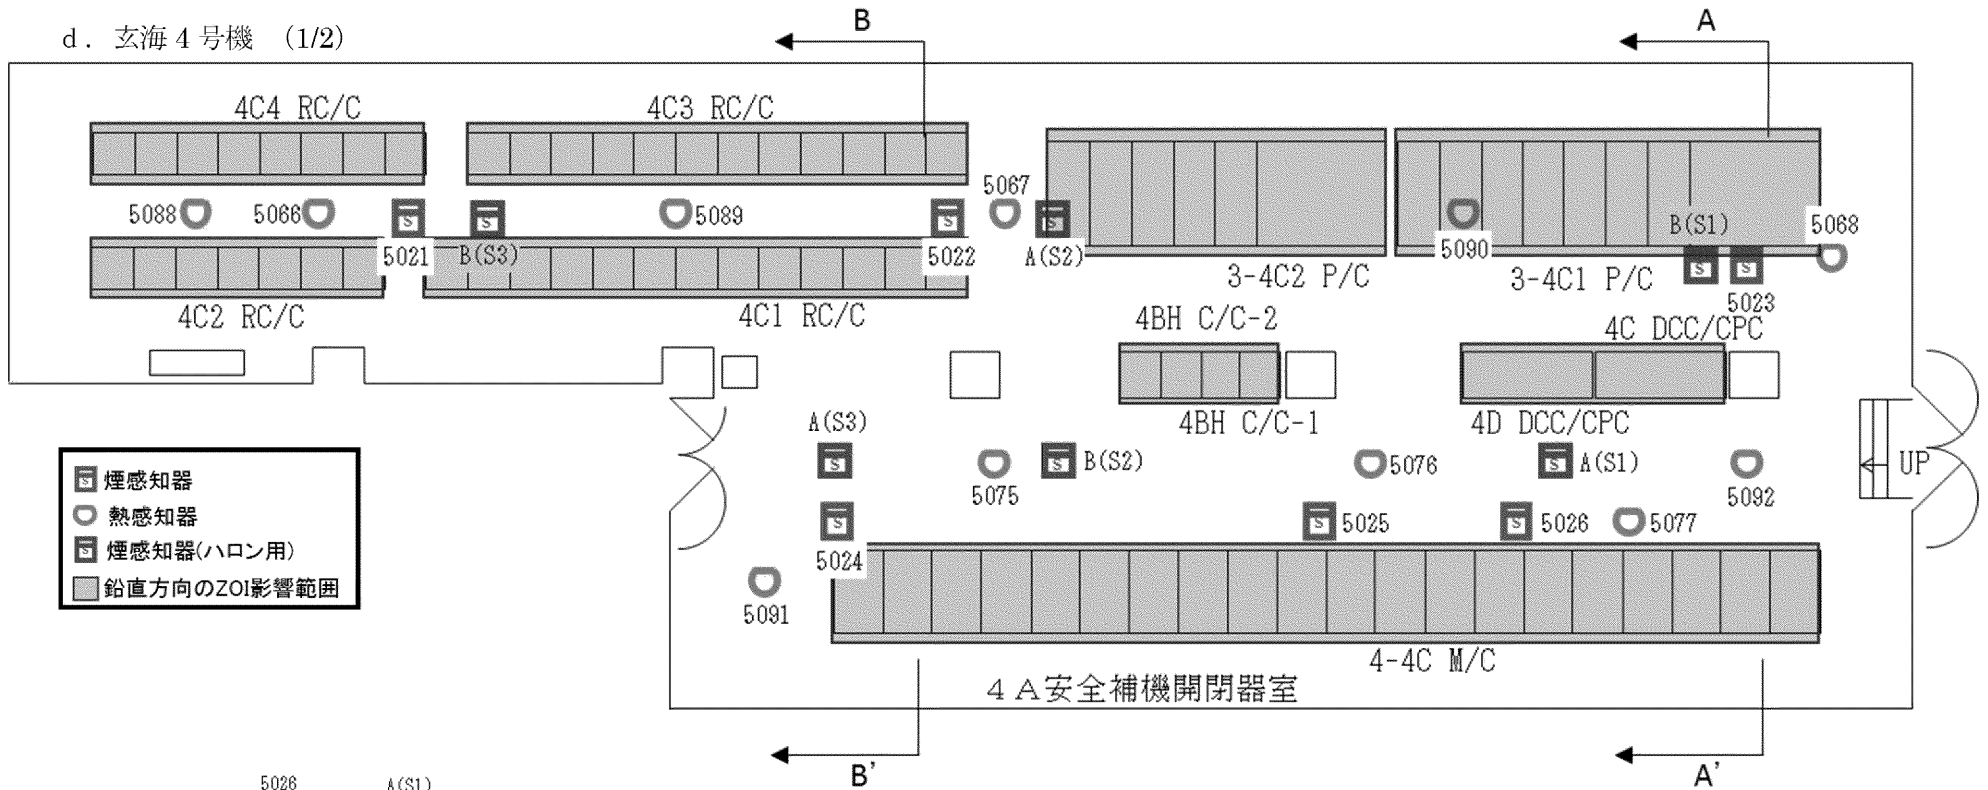 d．玄海４号機　(1/2)
B
A
4C4 RC/C
4C3 RC/C
5088
5066
5021
B(S3)
5089
5022
5067
A(S2)
5090
B(S1)
5068
5023
4C2 RC/C
4C1 RC/C
3-4C2 P/C
3-4C1 P/C
4BH C/C-2
4C DCC/CPC
4BH C/C-1
4D DCC/CPC
A(S3)
5075
B(S2)
5076
A(S1)
5092
UP
5024
5025
5026
5077
5091
S 煙感知器
熱感知器
S 煙感知器(ハロン用)
鉛直方向のZOI影響範囲
4-4C M/C
４Ａ安全補機開閉器室
B'
A'
5026
A(S1)